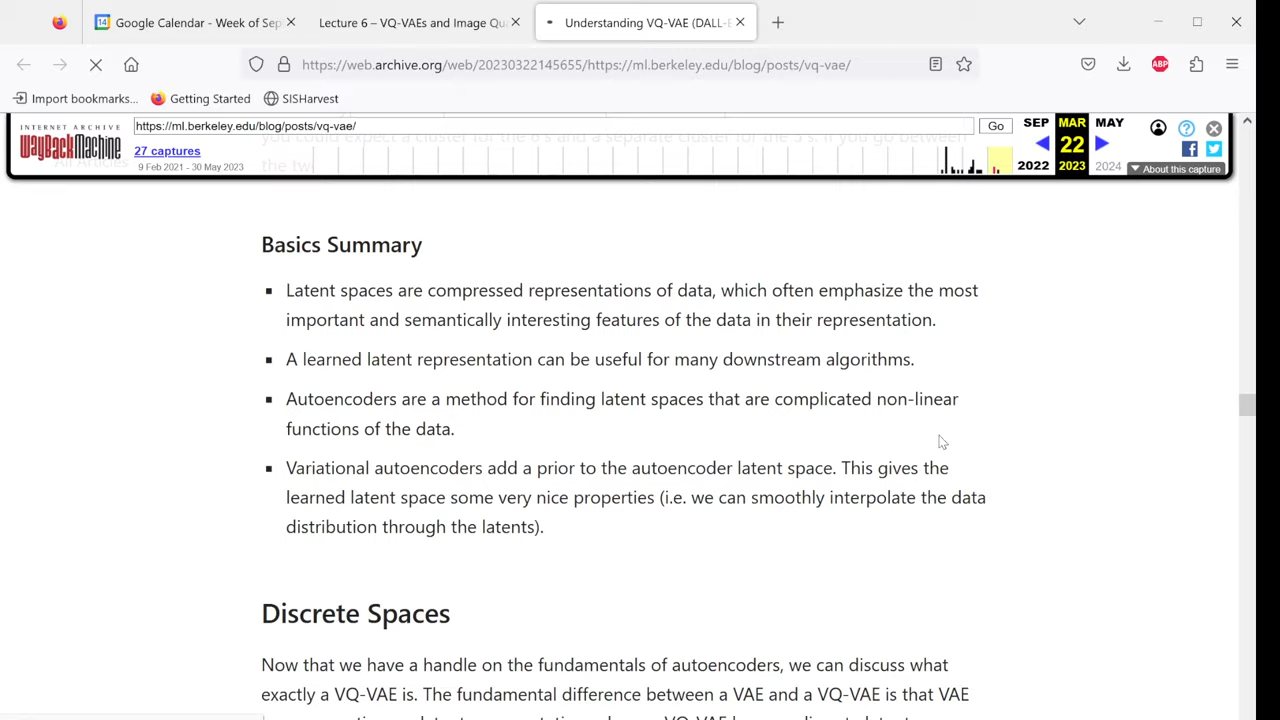 Google Calendar - Week of Sep
Lecture 6 – VQ-VAEs and Image Qu
Understanding VQ-VAE (DALL-E
https://web.archive.org/web/20230322145655/https://ml.berkeley.edu/blog/posts/vq-vae/
ABP
Import bookmarks...
Getting Started
SISHarvest
INTERNET ARCHIVE
WayBackMachine
https://ml.berkeley.edu/blog/posts/vq-vae/
Go
27 captures
9 Feb 2021 - 30 May 2023
SEP MAR MAY
22
2022 2023 2024
About this capture
the two
Basics Summary
Latent spaces are compressed representations of data, which often emphasize the most
important and semantically interesting features of the data in their representation.
A learned latent representation can be useful for many downstream algorithms.
Autoencoders are a method for finding latent spaces that are complicated non-linear
functions of the data.
Variational autoencoders add a prior to the autoencoder latent space. This gives the
learned latent space some very nice properties (i.e. we can smoothly interpolate the data
distribution through the latents).
Discrete Spaces
Now that we have a handle on the fundamentals of autoencoders, we can discuss what
exactly a VQ-VAE is. The fundamental difference between a VAE and a VQ-VAE is that VAE